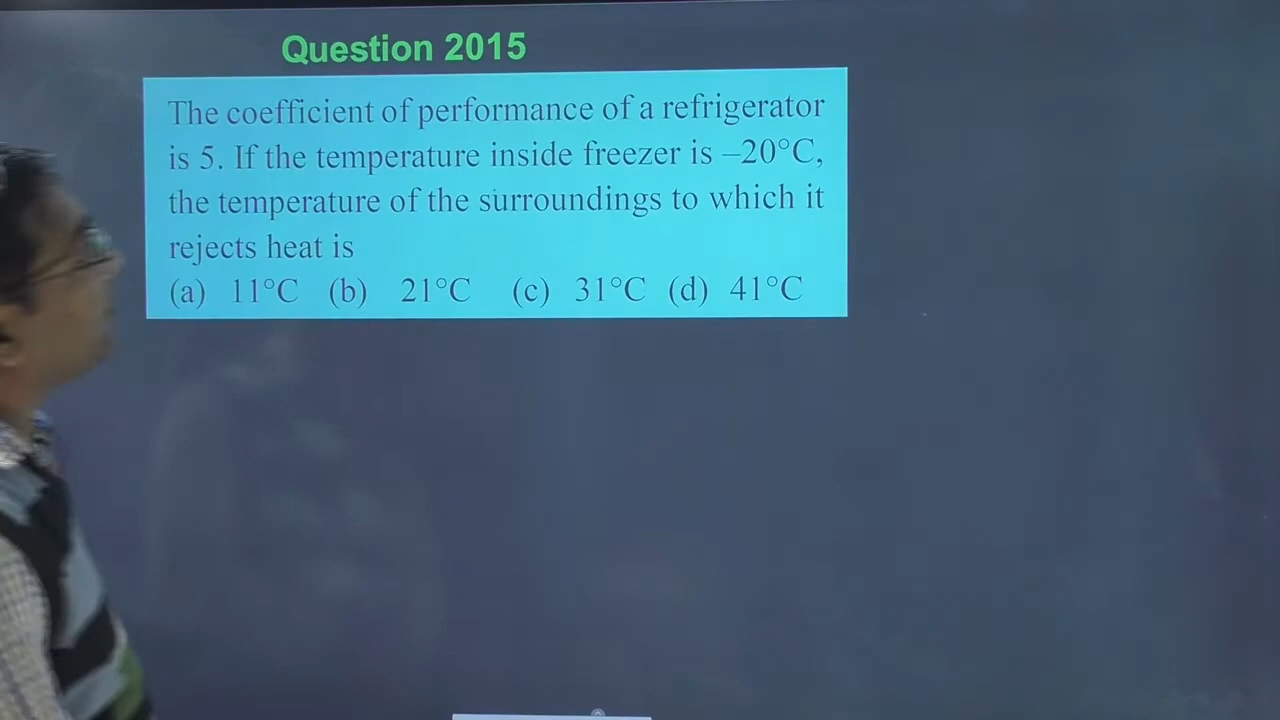 Question 2015
The coefficient of performance of a refrigerator
is 5. If the temperature inside freezer is –20°C,
the temperature of the surroundings to which it
rejects heat is
(a) 11°C (b) 21°C (c) 31°C (d) 41°C